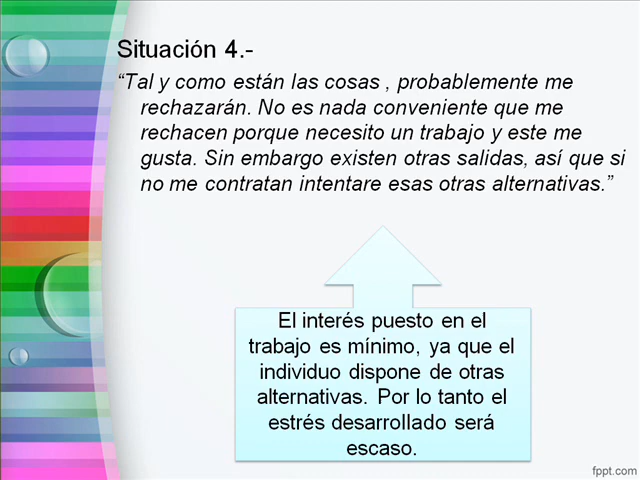 Situación 4.-
“Tal y como están las cosas , probablemente me
rechazarán. No es nada conveniente que me
rechacen porque necesito un trabajo y este me
gusta. Sin embargo existen otras salidas, así que si
no me contratan intentare esas otras alternativas.”
El interés puesto en el
trabajo es mínimo, ya que el
individuo dispone de otras
alternativas. Por lo tanto el
estrés desarrollado será
escaso.
fppt.com